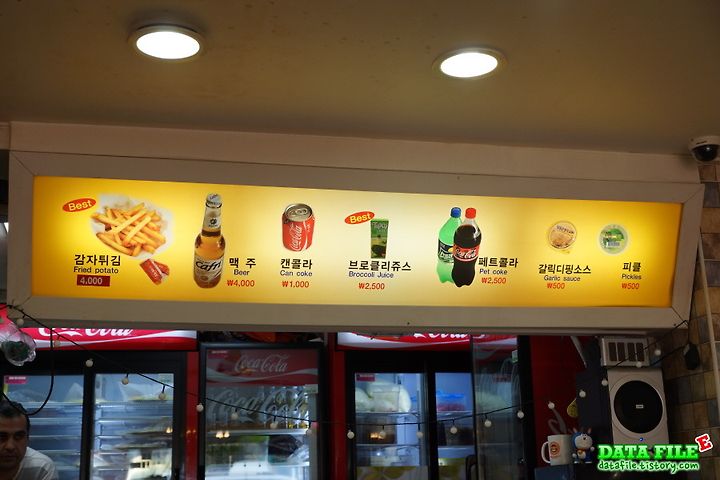 Best
감자튀김
Fried potato
4,000
Cafri
맥 주
Beer
₩4,000
Coca-Cola
캔콜라
Can coke
₩1,000
Best
브로클리쥬스
Broccoli Juice
₩2,500
Coca-Cola
페트콜라
Pet coke
₩2,500
갈릭디핑소스
Garlic sauce
₩500
피클
Pickles
₩500
Coca-Cola
Coca-Cola
DATA FILE
datafile.tistory.com